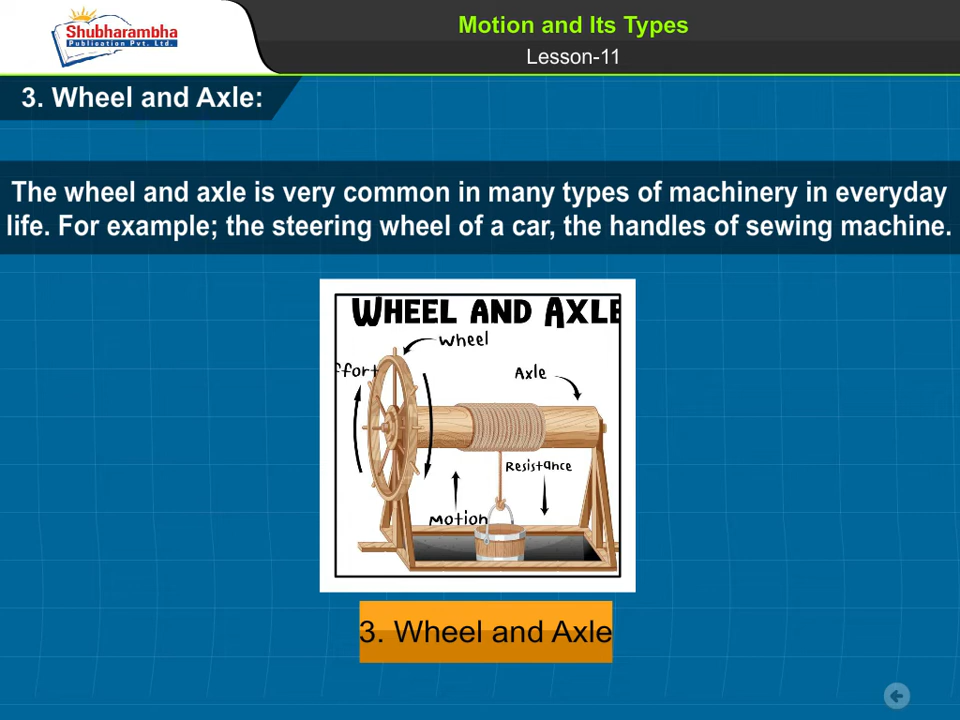 Shubharambha
Publication Pvt. Ltd.
Motion and Its Types
Lesson-11
3. Wheel and Axle:
The wheel and axle is very common in many types of machinery in everyday
life. For example; the steering wheel of a car, the handles of sewing machine.
WHEEL AND AXLE
wheel
ffort
Axle
Resistance
Motion
3. Wheel and Axle